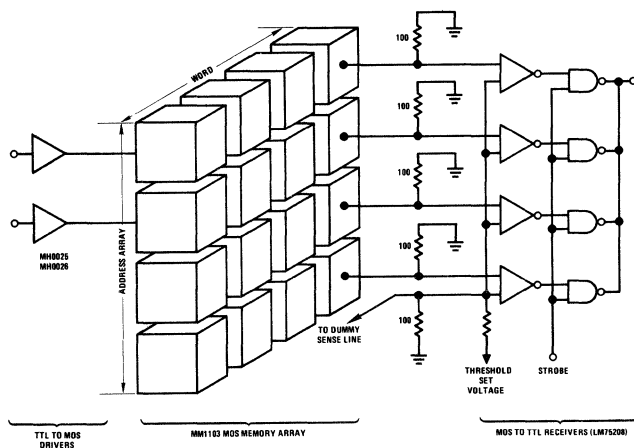 WORD
100
100
100
100
100
ADDRESS ARRAY
MH0025
MH0026
TO DUMMY
SENSE LINE
THRESHOLD
SET
VOLTAGE
STROBE
TTL TO MOS
DRIVERS
MM1103 MOS MEMORY ARRAY
MOS TO TTL RECEIVERS (LM75208)